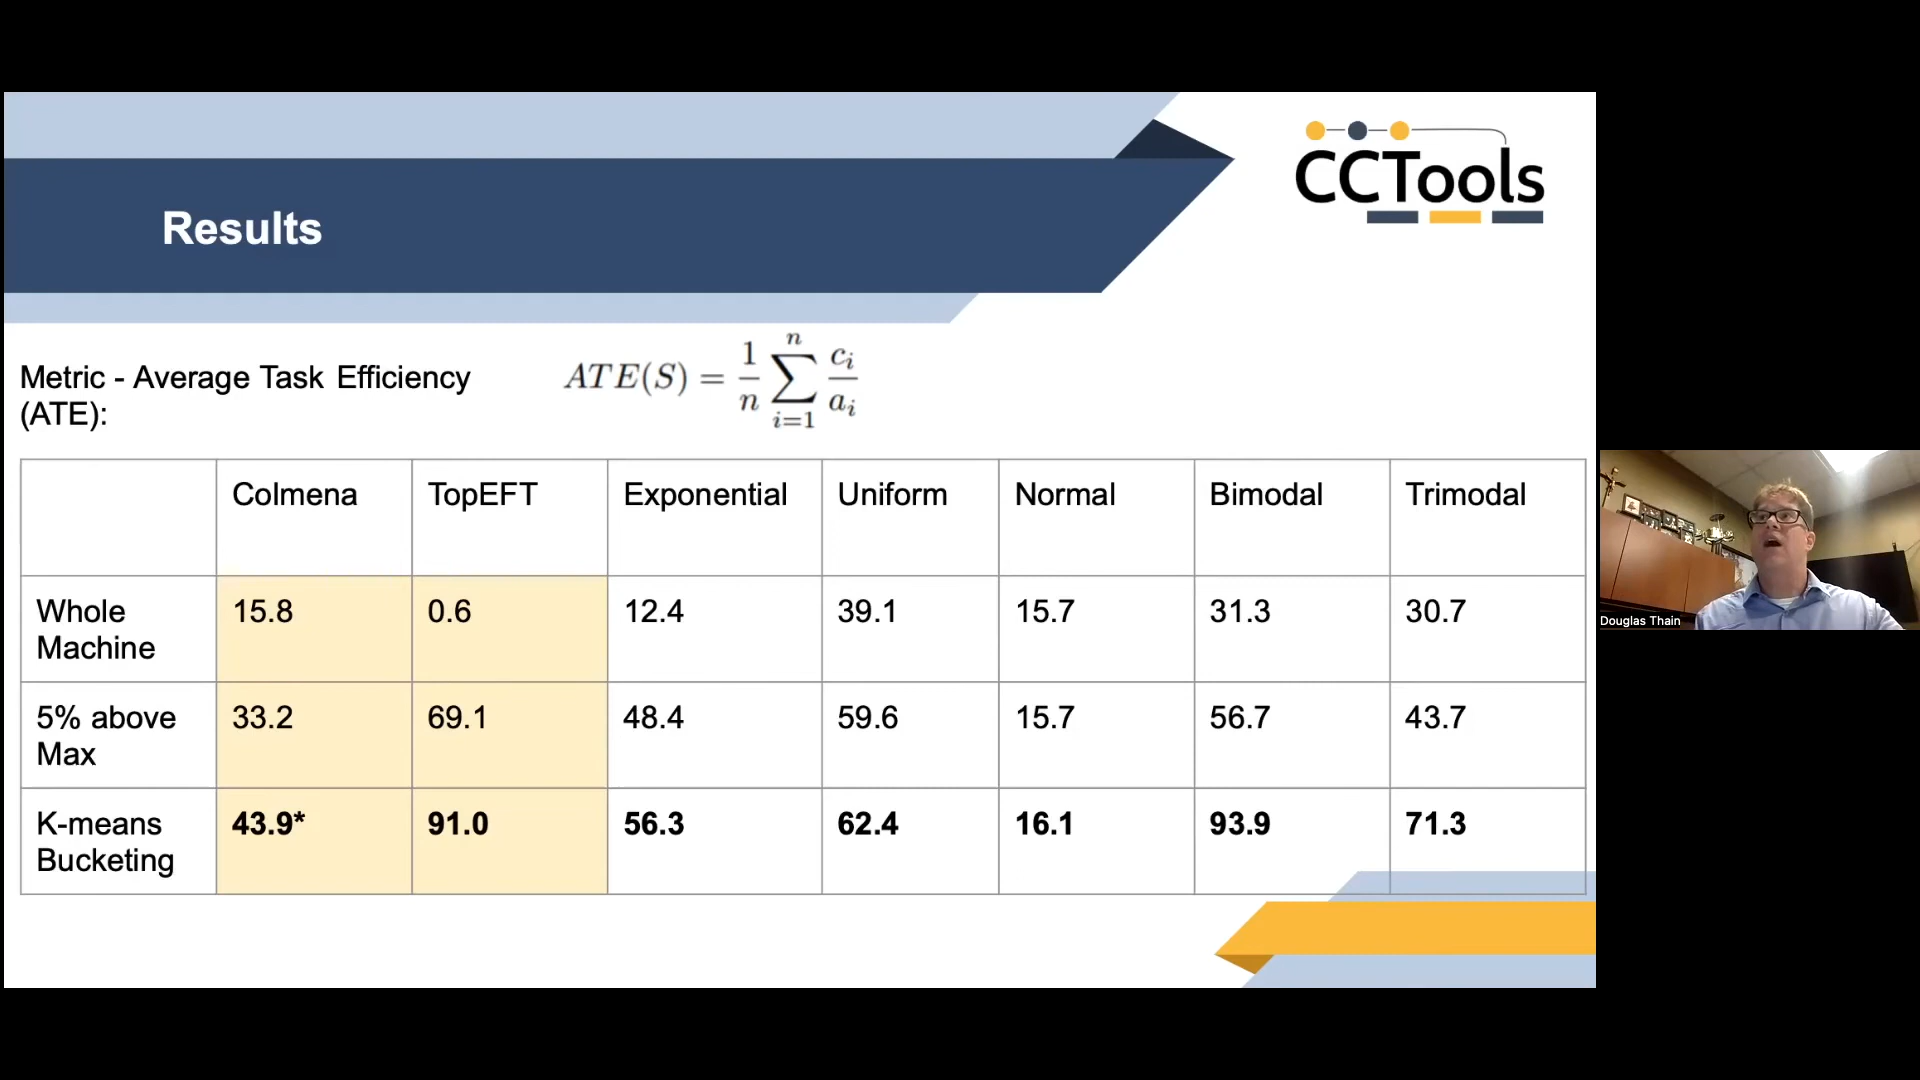 CCTools
Results
Metric - Average Task Efficiency
(ATE):
ATE(S) = \frac{1}{n} \sum_{i=1}^{n} \frac{c_i}{a_i}
Colmena TopEFT Exponential Uniform Normal Bimodal Trimodal
Whole
Machine 15.8 0.6 12.4 39.1 15.7 31.3 30.7
5% above
Max 33.2 69.1 48.4 59.6 15.7 56.7 43.7
K-means
Bucketing 43.9* 91.0 56.3 62.4 16.1 93.9 71.3
Douglas Thain